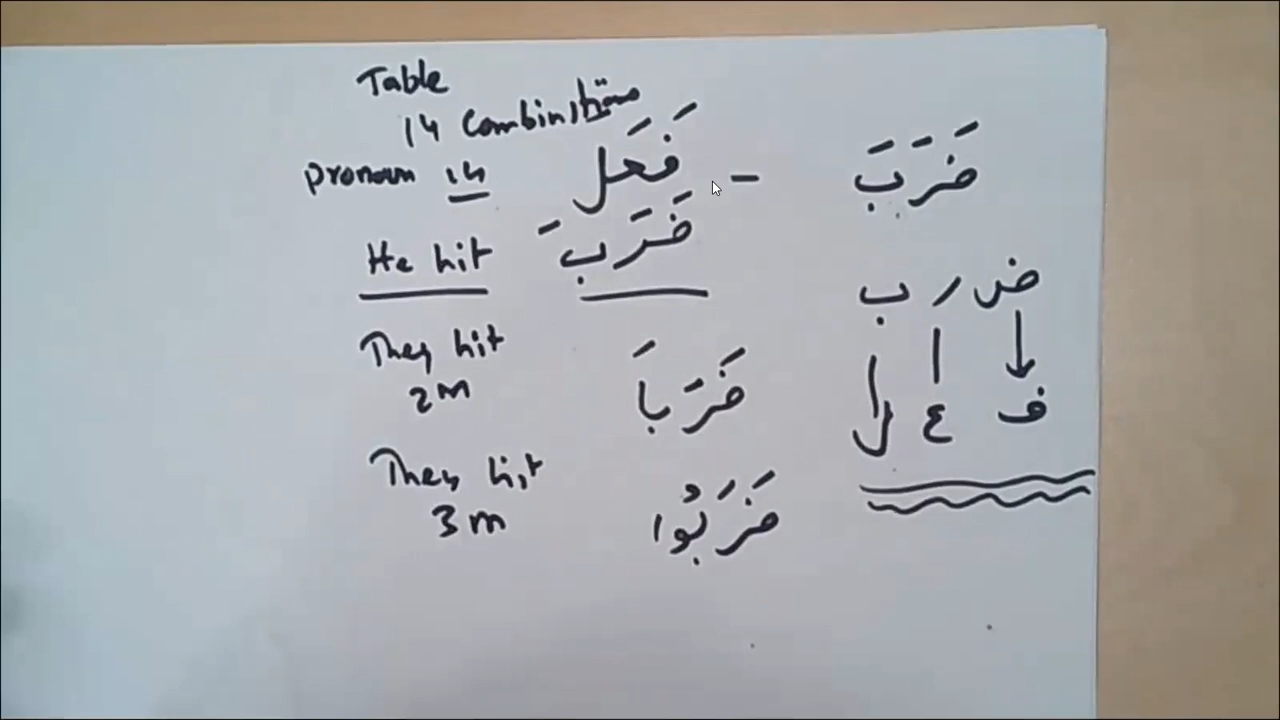 Table
14 Combinations
pronoun 14
فَعَل - ضَرَبَ
He hit ضَرَبَ
ض ر ب
They hit
2m
ضَرَبَا
ف ع ل
They hit
3m
ضَرَبُوا